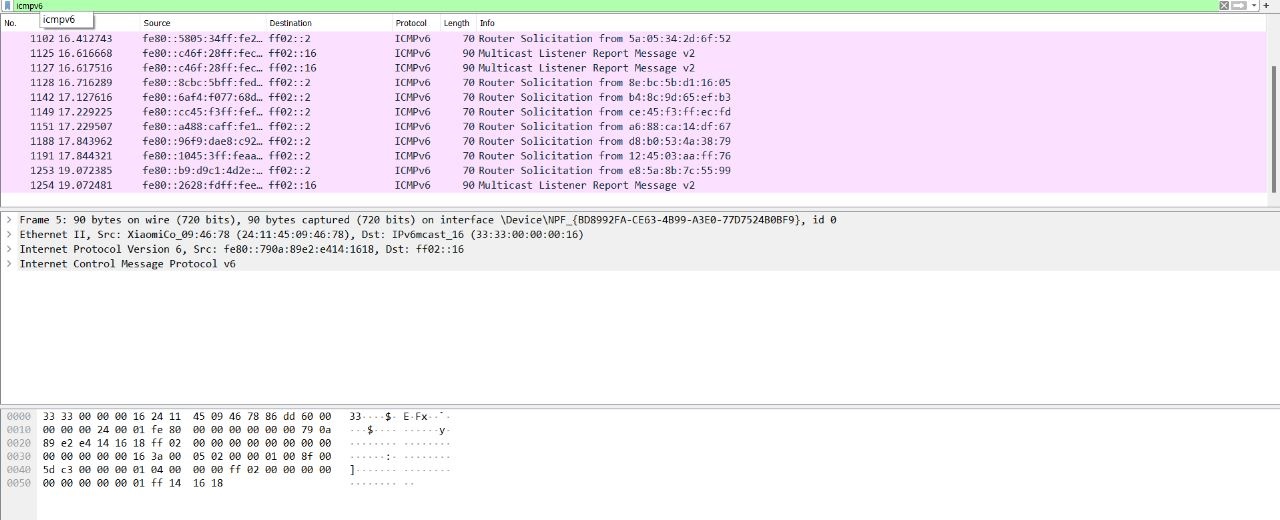 icmpv6
icmpv6
No. Source Destination Protocol Length Info
1102 16.412743 fe80::5805:34ff:fe2… ff02::2 ICMPv6 70 Router Solicitation from 5a:05:34:2d:6f:52
1125 16.616668 fe80::c46f:28ff:fec… ff02::16 ICMPv6 90 Multicast Listener Report Message v2
1127 16.617516 fe80::c46f:28ff:fec… ff02::16 ICMPv6 90 Multicast Listener Report Message v2
1128 16.716289 fe80::8cbc:5bff:fed… ff02::2 ICMPv6 70 Router Solicitation from 8e:bc:5b:d1:16:05
1142 17.127616 fe80::6af4:f077:68d… ff02::2 ICMPv6 70 Router Solicitation from b4:8c:9d:65:ef:b3
1149 17.229225 fe80::cc45:f3ff:fef… ff02::2 ICMPv6 70 Router Solicitation from ce:45:f3:ff:ec:fd
1151 17.229507 fe80::a488:caff:fe1… ff02::2 ICMPv6 70 Router Solicitation from a6:88:ca:14:df:67
1188 17.843962 fe80::96f9:dae8:c92… ff02::2 ICMPv6 70 Router Solicitation from d8:b0:53:4a:38:79
1191 17.844321 fe80::1045:3ff:feaa… ff02::2 ICMPv6 70 Router Solicitation from 12:45:03:aa:ff:76
1253 19.072385 fe80::b9:d9c1:4d2e:… ff02::2 ICMPv6 70 Router Solicitation from e8:5a:8b:7c:55:99
1254 19.072481 fe80::2628:fdff:fee… ff02::16 ICMPv6 90 Multicast Listener Report Message v2
Frame 5: 90 bytes on wire (720 bits), 90 bytes captured (720 bits) on interface \Device\NPF_{BD8992FA-CE63-4B99-A3E0-77D7524B0BF9}, id 0
Ethernet II, Src: XiaomiCo_09:46:78 (24:11:45:09:46:78), Dst: IPv6mcast_16 (33:33:00:00:00:16)
Internet Protocol Version 6, Src: fe80::790a:89e2:e414:1618, Dst: ff02::16
Internet Control Message Protocol v6
0000 33 33 00 00 00 16 24 11 45 09 46 78 86 dd 60 00 33····$· E·Fx··`·
0010 00 00 00 24 00 01 fe 80 00 00 00 00 00 00 79 0a ···$···· ······y·
0020 89 e2 e4 14 16 18 ff 02 00 00 00 00 00 00 00 00 ········ ········
0030 00 00 00 00 00 16 3a 00 05 02 00 00 01 00 8f 00 ······:· ········
0040 5d c3 00 00 00 01 04 00 00 00 ff 02 00 00 00 00 ]······· ········
0050 00 00 00 00 00 01 ff 14 16 18 ········ ··